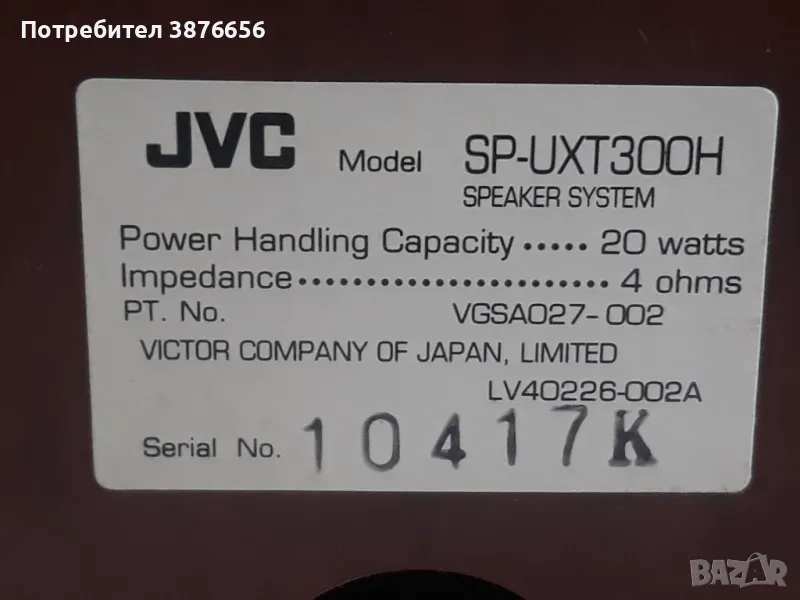 Потребител 3876656
JVC Model SP-UXT300H
SPEAKER SYSTEM
Power Handling Capacity ····· 20 watts
Impedance························ 4 ohms
PT. No. VGSA027-002
VICTOR COMPANY OF JAPAN, LIMITED
LV40226-002A
Serial No. 10417K
BAZAR